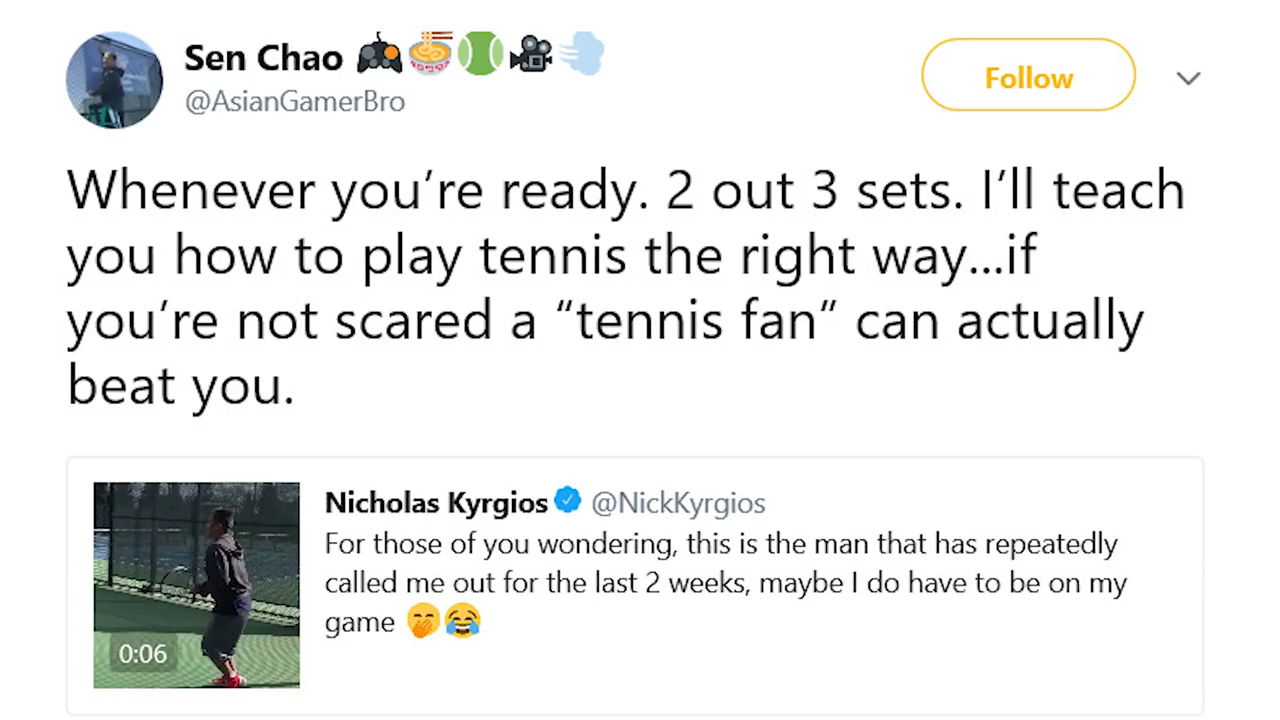 Sen Chao 🎮🍜🎾🎥💨
@AsianGamerBro
Follow
Whenever you’re ready. 2 out 3 sets. I’ll teach
you how to play tennis the right way...if
you’re not scared a “tennis fan” can actually
beat you.
Nicholas Kyrgios @NickKyrgios
For those of you wondering, this is the man that has repeatedly
called me out for the last 2 weeks, maybe I do have to be on my
game 🤭😂
0:06